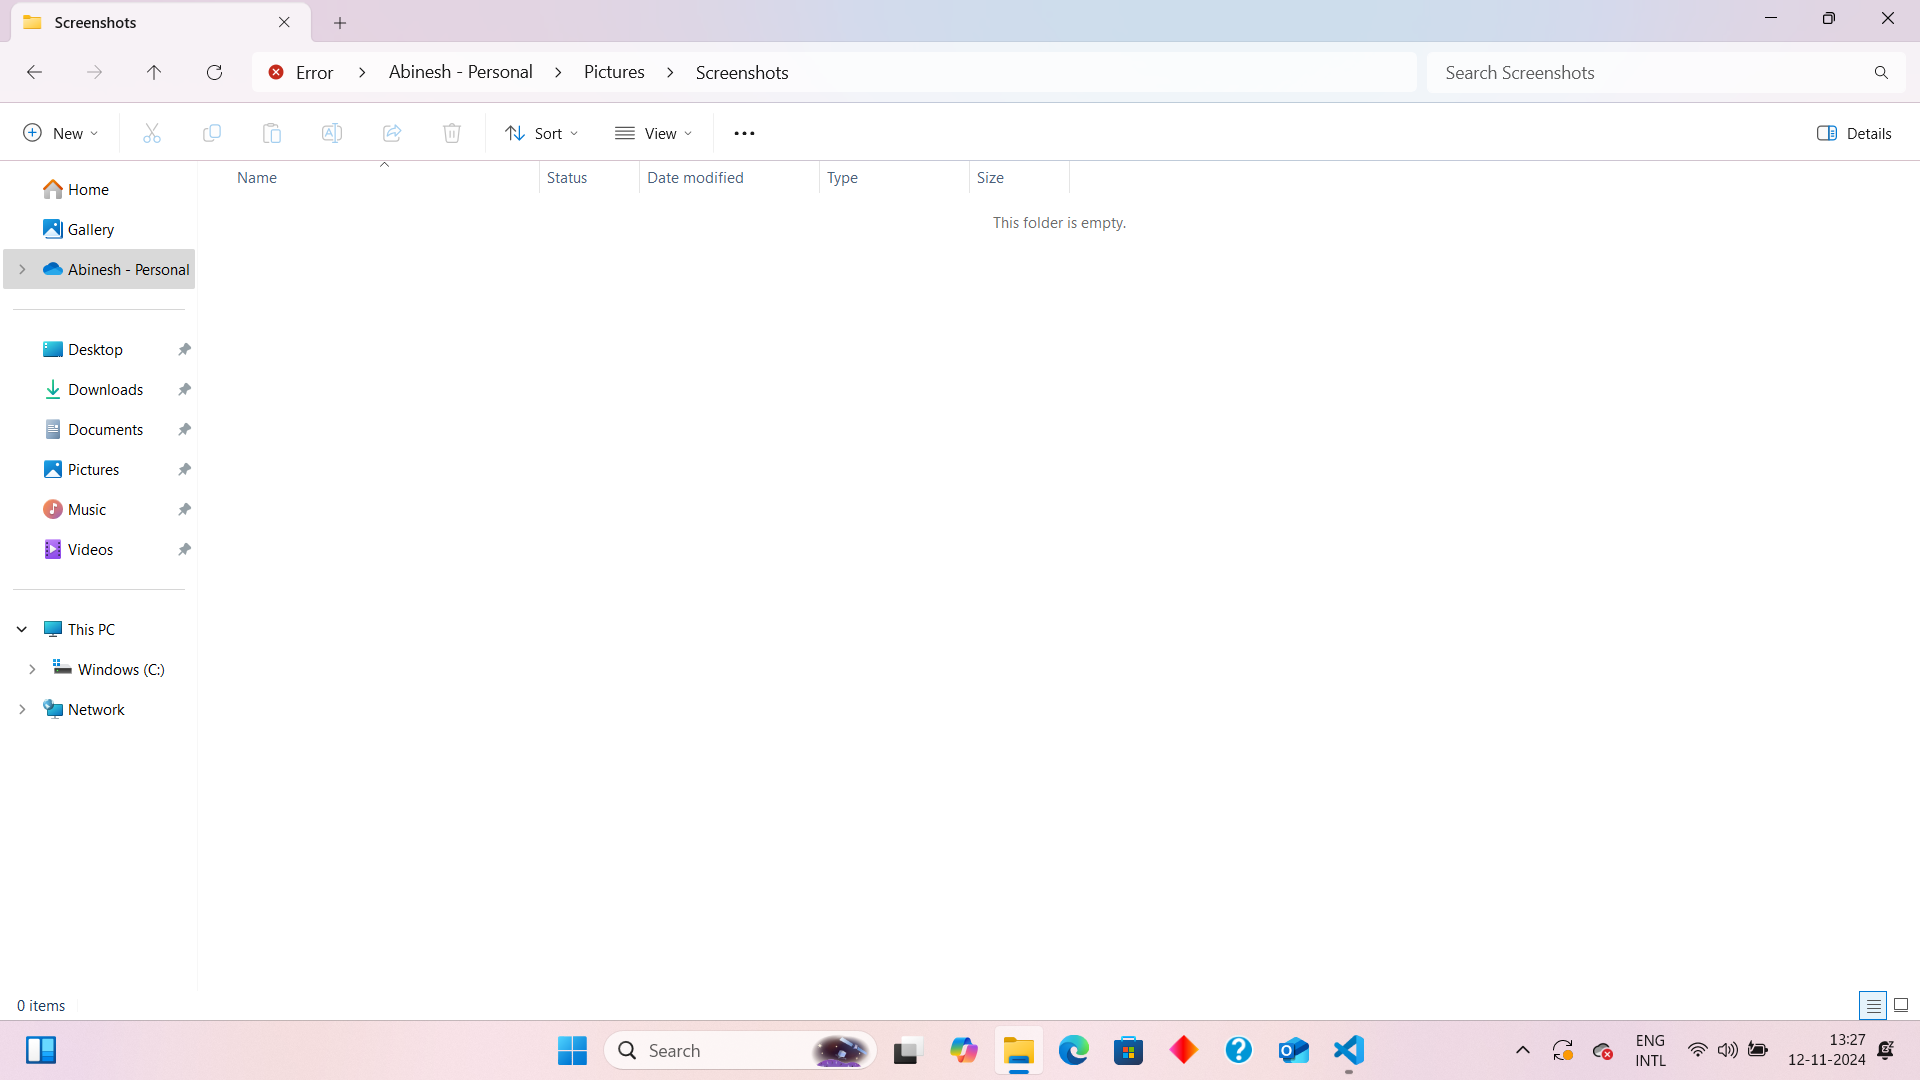 Screenshots
Error > Abinesh - Personal > Pictures > Screenshots
Search Screenshots
New
Sort
View
Details
Name Status Date modified Type Size
This folder is empty.
Home
Gallery
Abinesh - Personal
Desktop
Downloads
Documents
Pictures
Music
Videos
This PC
Windows (C:)
Network
0 items
Search
ENG
INTL
13:27
12-11-2024